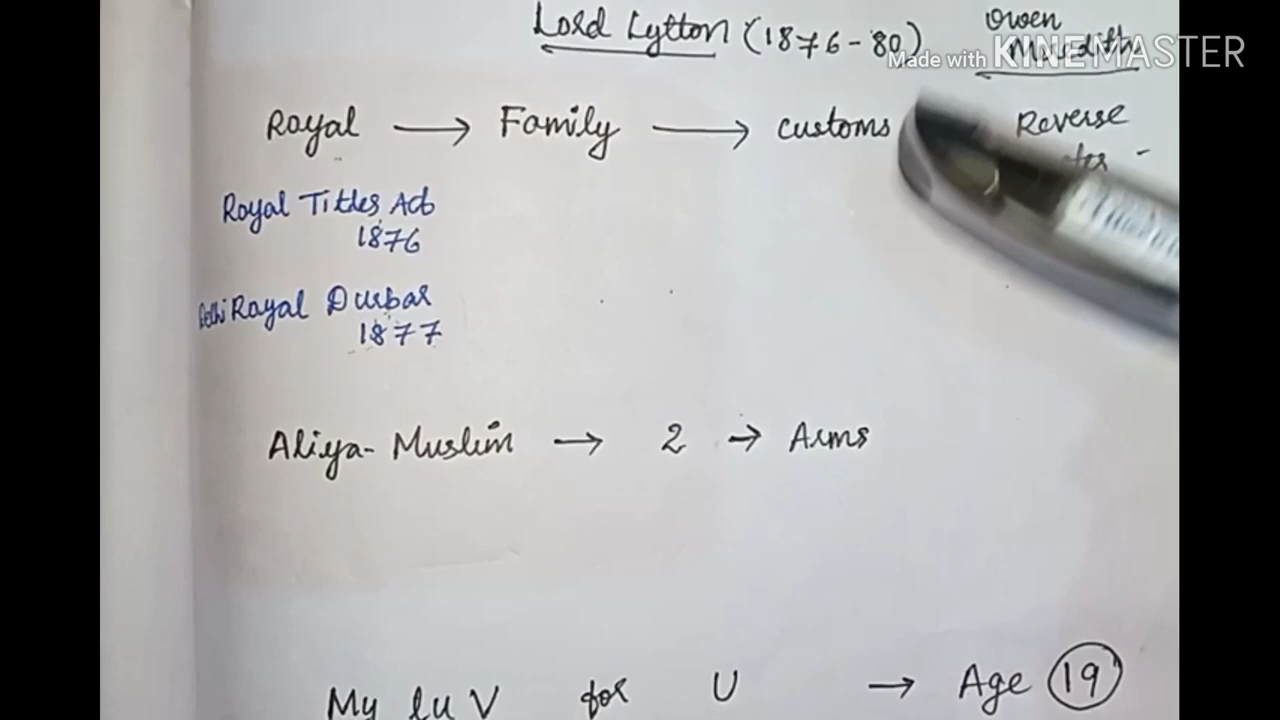 Lord Lytton (1876-80)
Owen
Meredith
Made with KINEMASTER
Royal → Family → customs
Reverse
Royal Titles Act
1876
Delhi Royal Durbar
1877
Aliya- Muslim → 2 → Arms
My luv for U → Age 19